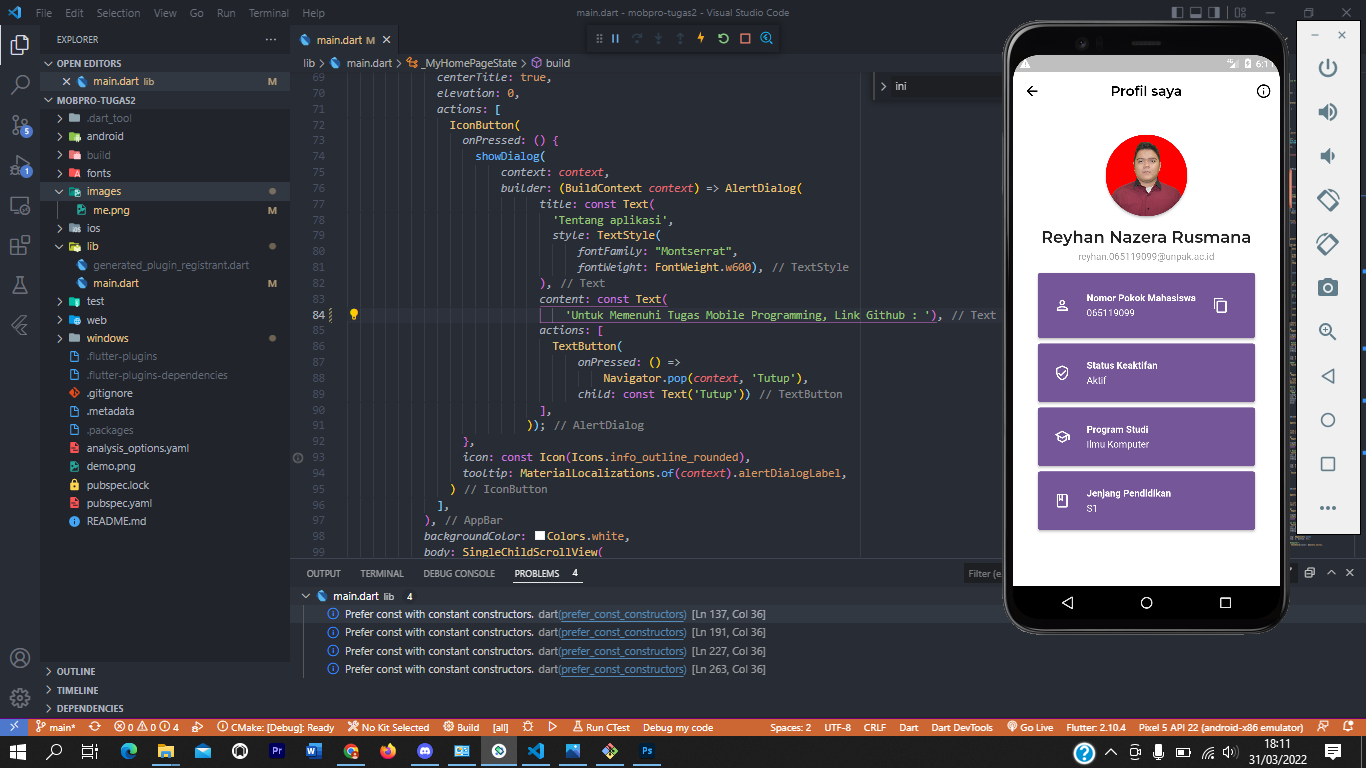 File Edit Selection View Go Run Terminal Help
main.dart - mobpro-tugas2 - Visual Studio Code
EXPLORER
OPEN EDITORS
main.dart lib M
MOBPRO-TUGAS2
.dart_tool
android
build
fonts
images
me.png M
ios
lib
generated_plugin_registrant.dart
main.dart M
test
web
windows
.flutter-plugins
.flutter-plugins-dependencies
.gitignore
.metadata
.packages
analysis_options.yaml
demo.png
pubspec.lock
pubspec.yaml
README.md
OUTLINE
TIMELINE
DEPENDENCIES
5
1
main.dart M
lib > main.dart > _MyHomePageState > build
ini
69 centerTitle: true,
70 elevation: 0,
71 actions: [
72 IconButton(
73 onPressed: () {
74 showDialog(
75 context: context,
76 builder: (BuildContext context) => AlertDialog(
77 title: const Text(
78 'Tentang aplikasi',
79 style: TextStyle(
80 fontFamily: "Montserrat",
81 fontWeight: FontWeight.w600), // TextStyle
82 ), // Text
83 content: const Text(
84 'Untuk Memenuhi Tugas Mobile Programming, Link Github : '), // Text
85 actions: [
86 TextButton(
87 onPressed: () =>
88 Navigator.pop(context, 'Tutup'),
89 child: const Text('Tutup')) // TextButton
90 ],
91 )); // AlertDialog
92 },
93 icon: const Icon(Icons.info_outline_rounded),
94 tooltip: MaterialLocalizations.of(context).alertDialogLabel,
95 ) // IconButton
96 ],
97 ), // AppBar
98 backgroundColor: Colors.white,
99 body: SingleChildScrollView(
OUTPUT TERMINAL DEBUG CONSOLE PROBLEMS 4
Filter (e.
main.dart lib 4
Prefer const with constant constructors. dart(prefer_const_constructors) [Ln 137, Col 36]
Prefer const with constant constructors. dart(prefer_const_constructors) [Ln 191, Col 36]
Prefer const with constant constructors. dart(prefer_const_constructors) [Ln 227, Col 36]
Prefer const with constant constructors. dart(prefer_const_constructors) [Ln 263, Col 36]
6:11
Profil saya
Reyhan Nazera Rusmana
reyhan.065119099@unpak.ac.id
Nomor Pokok Mahasiswa
065119099
Status Keaktifan
Aktif
Program Studi
Ilmu Komputer
Jenjang Pendidikan
S1
main* 0 0 4 CMake: [Debug]: Ready No Kit Selected Build [all] Run CTest Debug my code Spaces: 2 UTF-8 CRLF Dart Dart DevTools Go Live Flutter: 2.10.4 Pixel 5 API 22 (android-x86 emulator)
18:11
31/03/2022